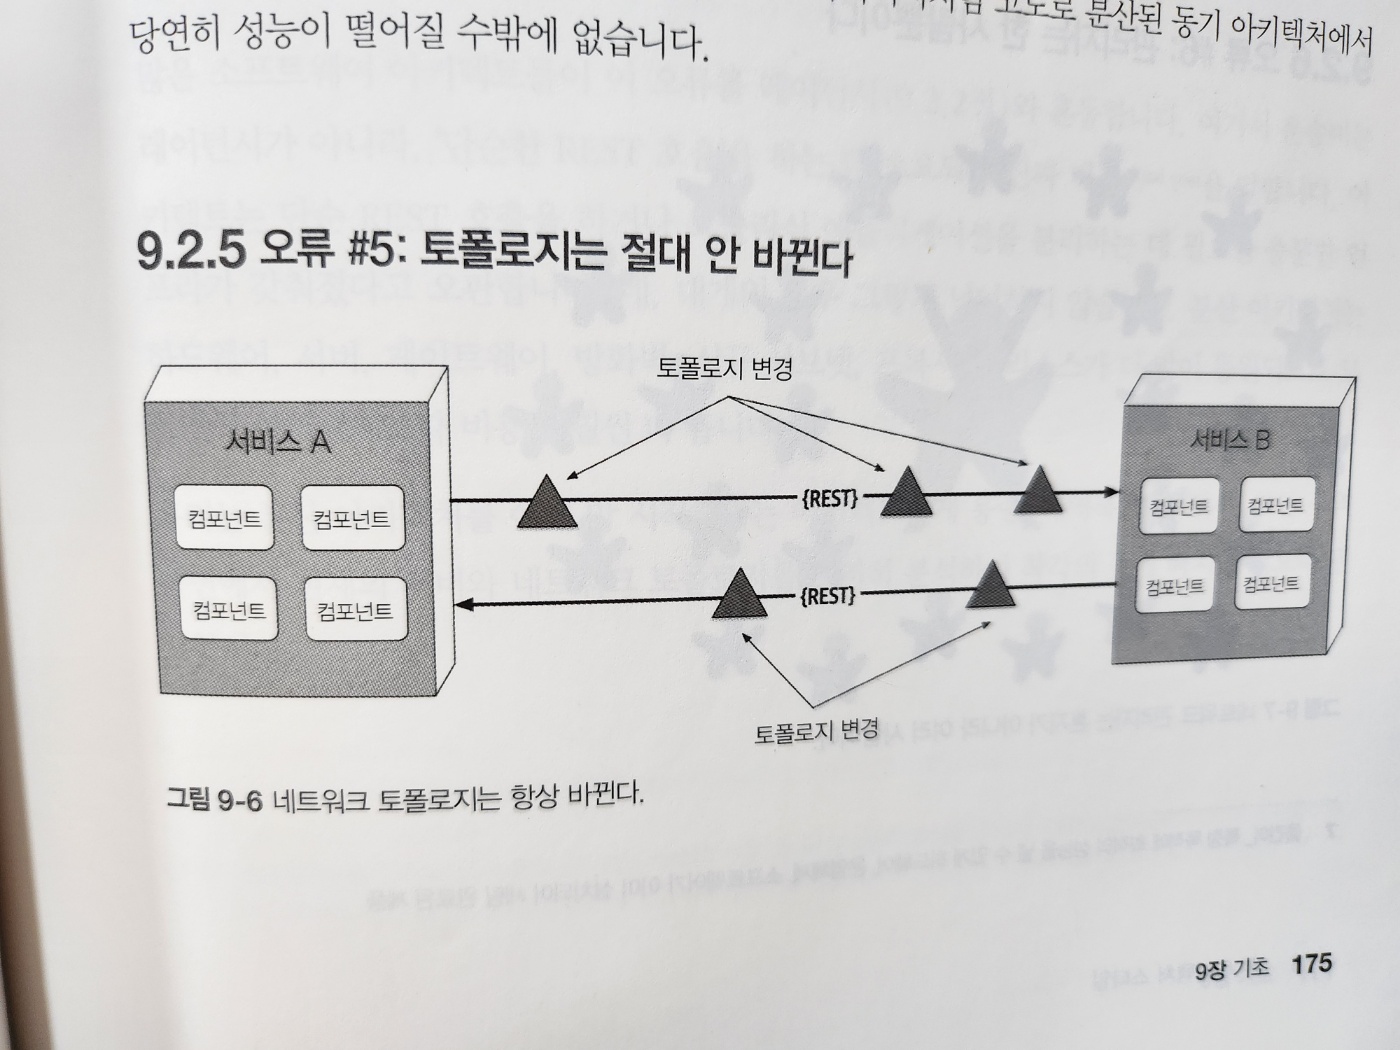 고도로 분산된 동기 아키텍처에서
당연히 성능이 떨어질 수밖에 없습니다.
9.2.5 오류 #5: 토폴로지는 절대 안 바뀐다
토폴로지 변경
서비스 A
컴포넌트 컴포넌트
컴포넌트 컴포넌트
{REST}
{REST}
서비스 B
컴포넌트 컴포넌트
컴포넌트 컴포넌트
토폴로지 변경
그림 9-6 네트워크 토폴로지는 항상 바뀐다.
9장 기초 175